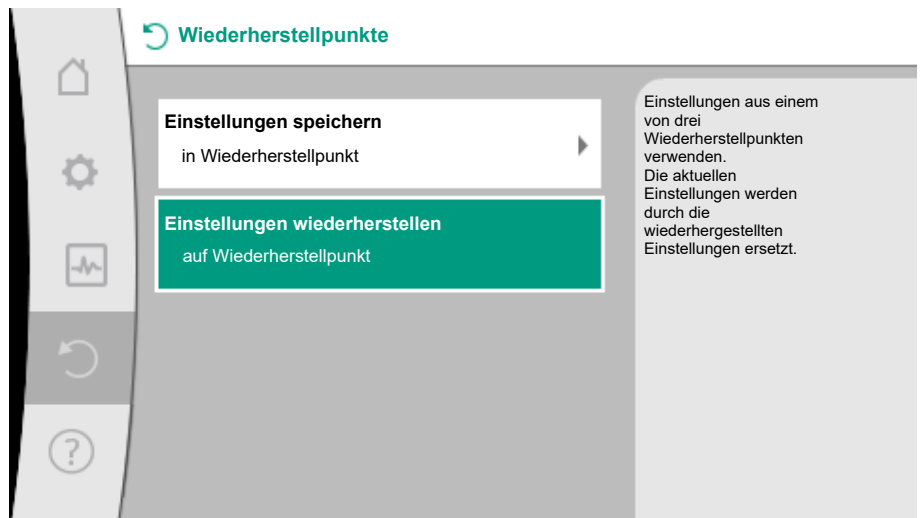 Wiederherstellpunkte
Einstellungen speichern
in Wiederherstellpunkt
Einstellungen wiederherstellen
auf Wiederherstellpunkt
Einstellungen aus einem
von drei
Wiederherstellpunkten
verwenden.
Die aktuellen
Einstellungen werden
durch die
wiederhergestellten
Einstellungen ersetzt.
?